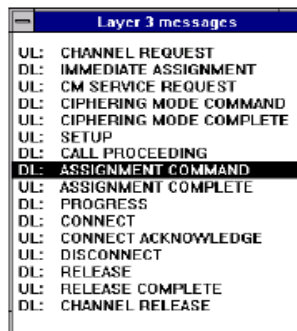 Layer 3 messages
UL: CHANNEL REQUEST
DL: IMMEDIATE ASSIGNMENT
UL: CM SERVICE REQUEST
DL: CIPHERING MODE COMMAND
UL: CIPHERING MODE COMPLETE
UL: SETUP
DL: CALL PROCEEDING
DL: ASSIGNMENT COMMAND
UL: ASSIGNMENT COMPLETE
DL: PROGRESS
DL: CONNECT
UL: CONNECT ACKNOWLEDGE
UL: DISCONNECT
DL: RELEASE
UL: RELEASE COMPLETE
DL: CHANNEL RELEASE